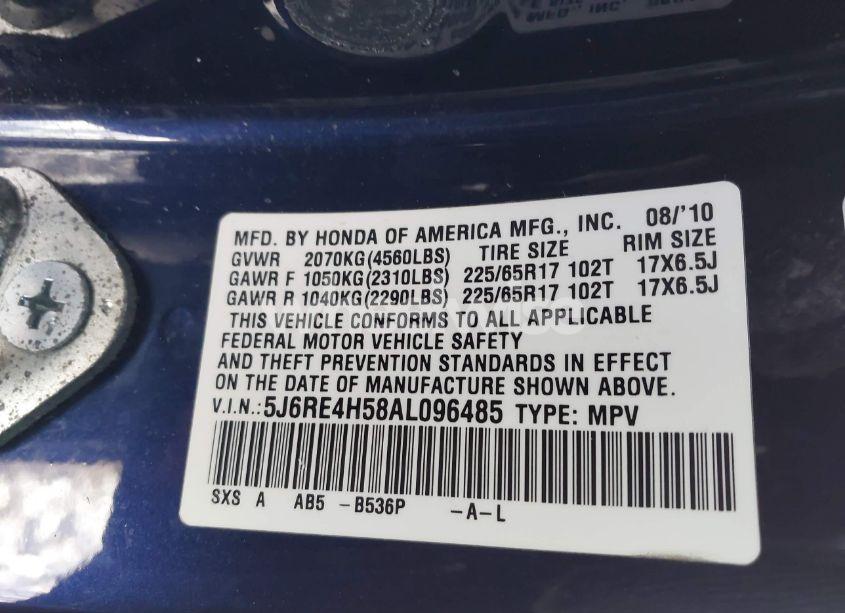 MFG., INC.
MFD. BY HONDA OF AMERICA MFG., INC. 08/'10
GVWR 2070KG(4560LBS) TIRE SIZE RIM SIZE
GAWR F 1050KG(2310LBS) 225/65R17 102T 17X6.5J
GAWR R 1040KG(2290LBS) 225/65R17 102T 17X6.5J
THIS VEHICLE CONFORMS TO ALL APPLICABLE
FEDERAL MOTOR VEHICLE SAFETY
AND THEFT PREVENTION STANDARDS IN EFFECT
ON THE DATE OF MANUFACTURE SHOWN ABOVE.
V.I.N.: 5J6RE4H58AL096485 TYPE: MPV
SXS A AB5 -B536P -A-L